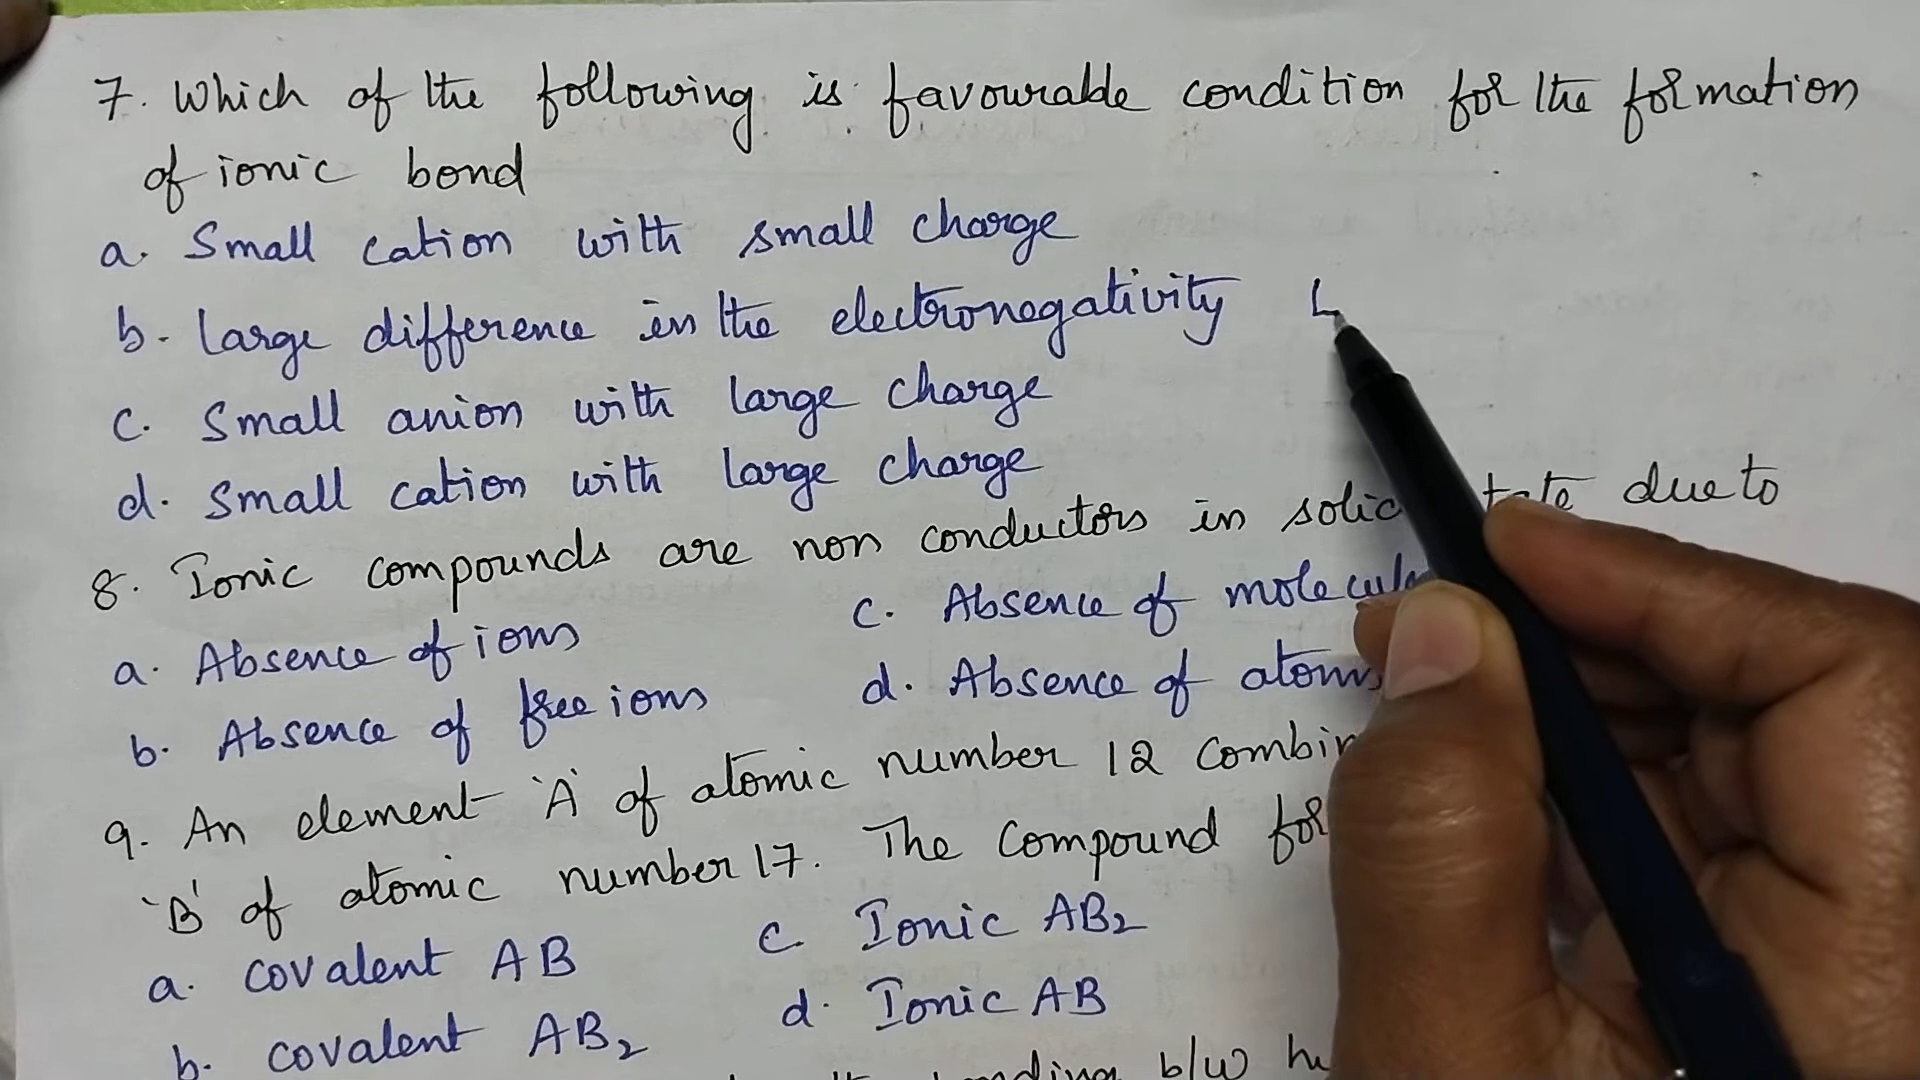 7. Which of the following is favourable condition for the formation
of ionic bond
a. Small cation with small charge
b. Large difference in the electronegativity
c. Small anion with large charge
d. Small cation with large charge
8. Ionic compounds are non conductors in due to
a. Absence of ions
c. Absence of
b. Absence of free ions
d. Absence of atoms
9. An element 'A' of atomic number 12
'B' of atomic number 17. The compound
a. covalent AB
c. Ionic AB2
b. covalent AB2
d. Ionic AB
b/w